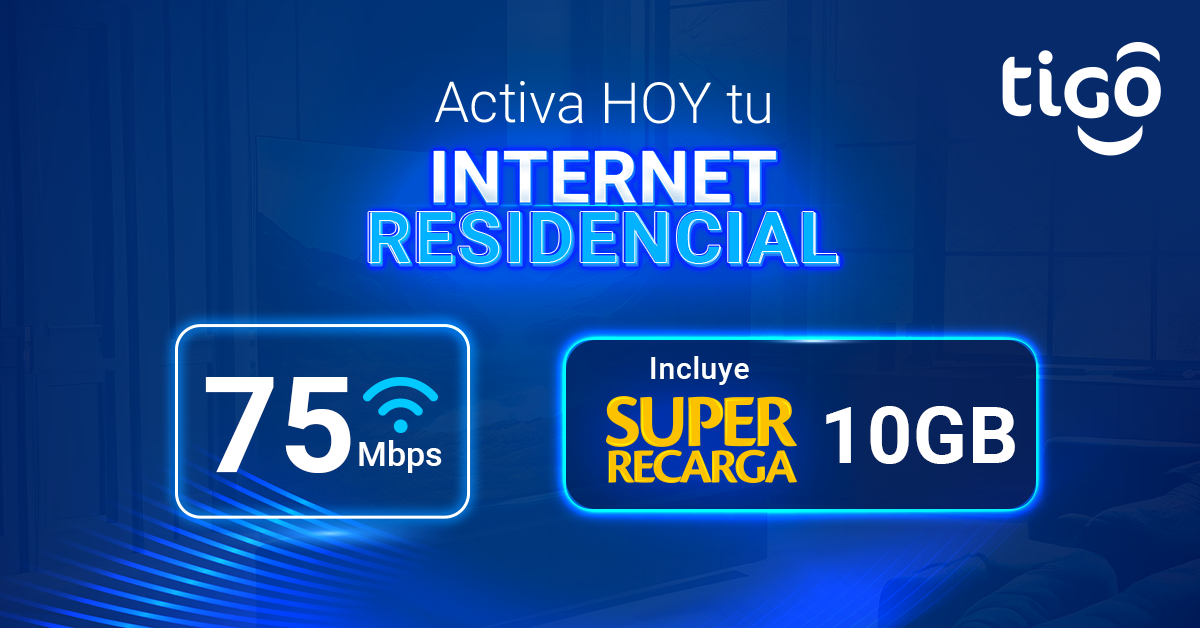 tigo
Activa HOY tu
INTERNET
RESIDENCIAL
75
Mbps
Incluye
SUPER
RECARGA
10GB